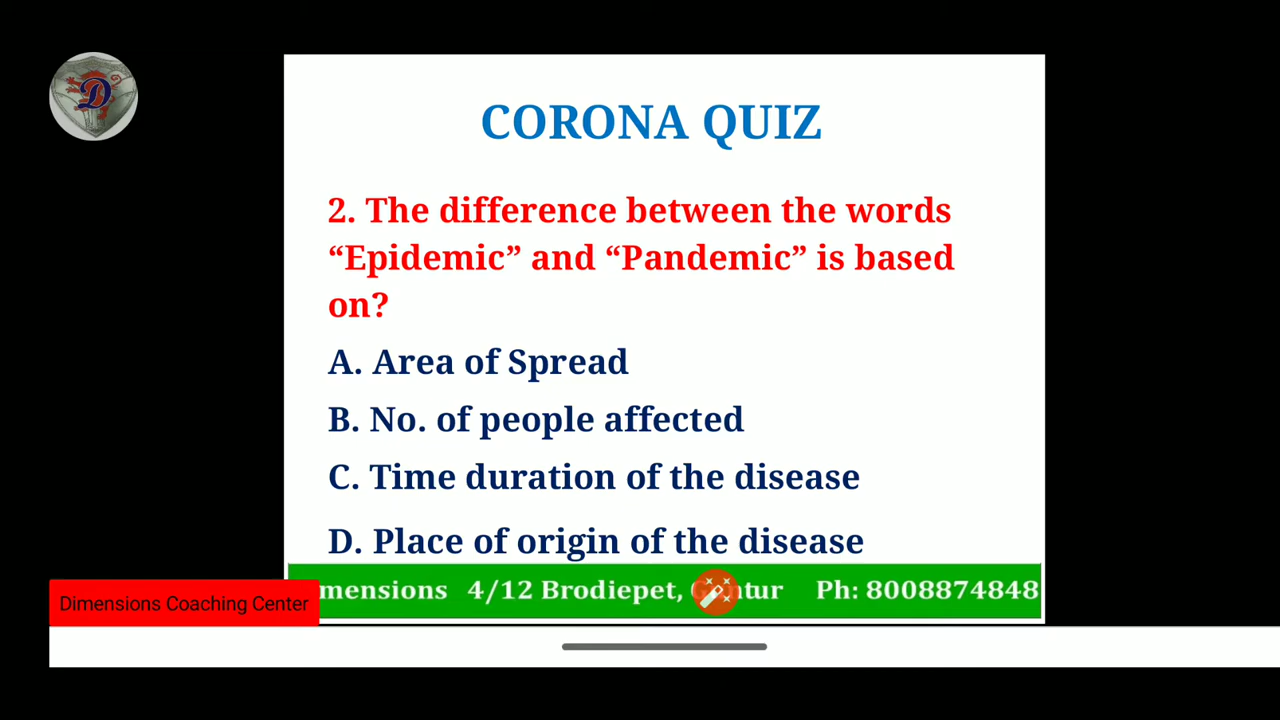 D
CORONA QUIZ
2. The difference between the words
“Epidemic” and “Pandemic” is based
on?
A. Area of Spread
B. No. of people affected
C. Time duration of the disease
D. Place of origin of the disease
mensions 4/12 Brodiepet, Ph: 8008874848
Dimensions Coaching Center